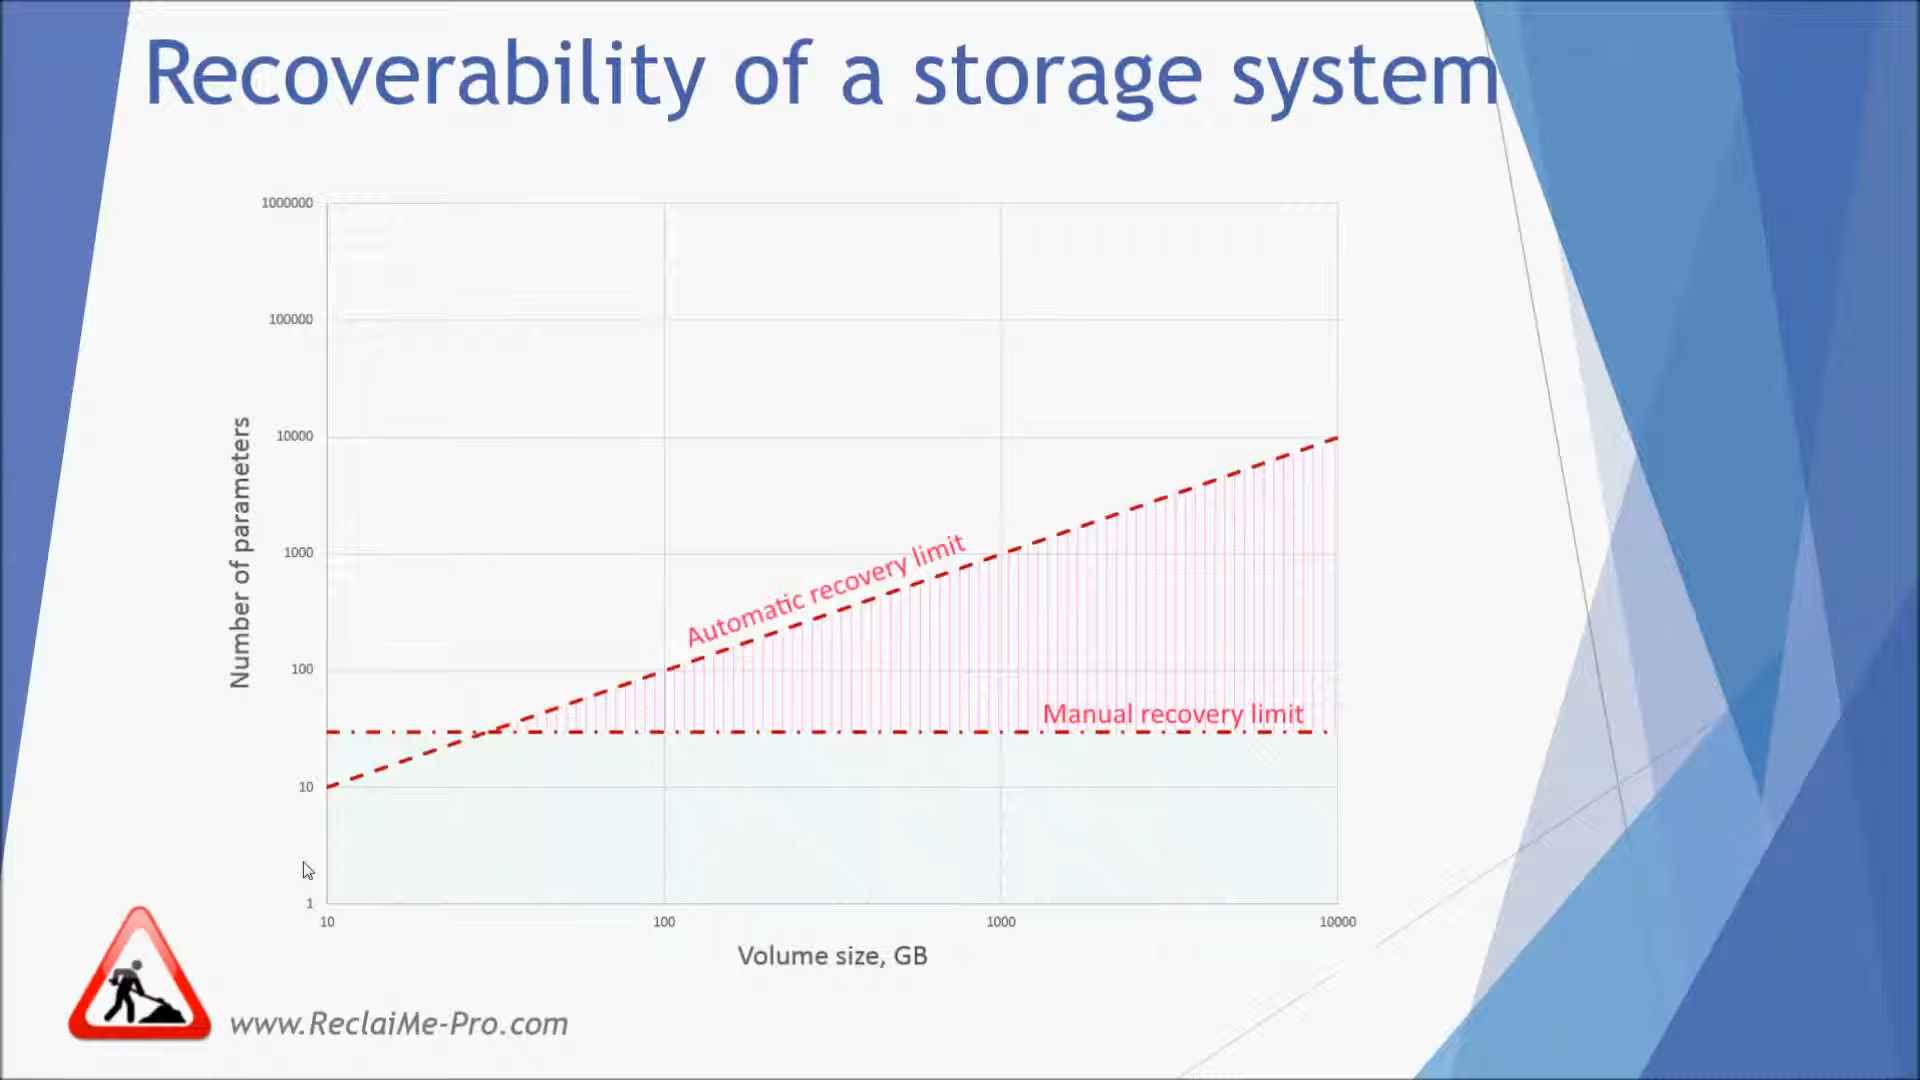 Recoverability of a storage system
1000000
100000
10000
1000
100
10
1
Number of parameters
Automatic recovery limit
Manual recovery limit
10 100 1000 10000
Volume size, GB
www.ReclaiMe-Pro.com